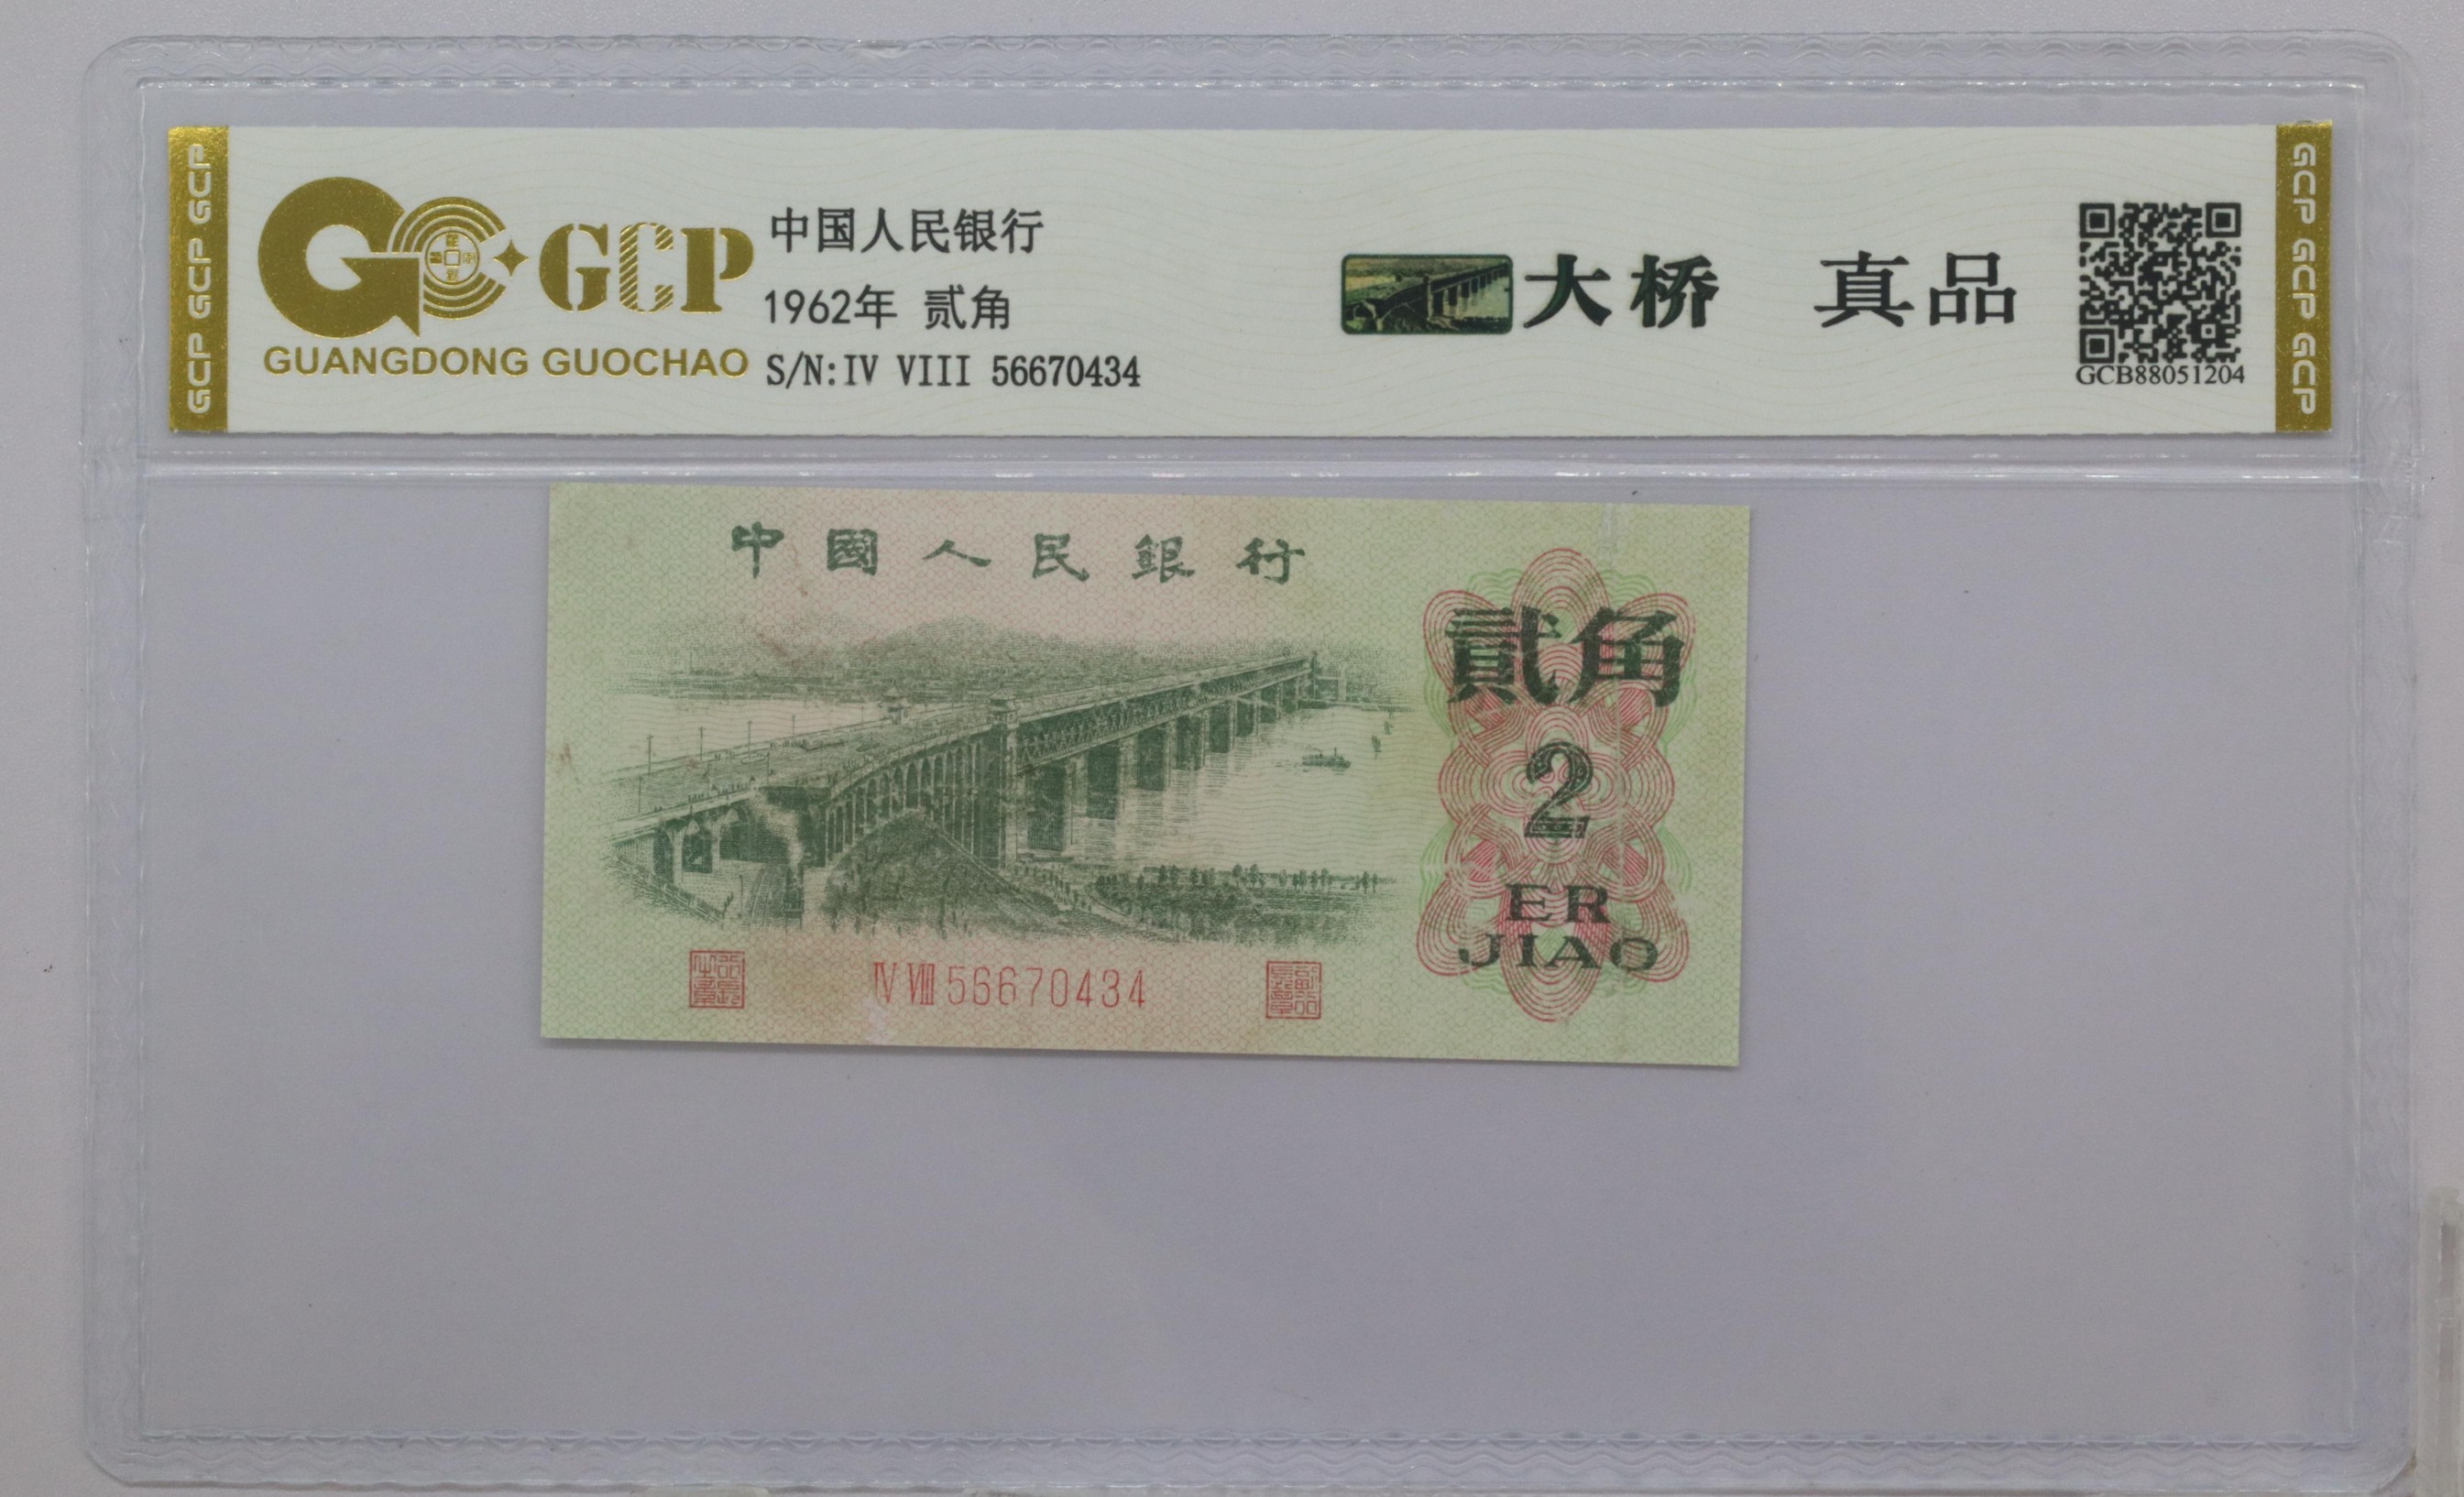 GCP GCP GCP
GCP
GUANGDONG GUOCHAO
中国人民银行
1962年 贰角
S/N:IV VIII 56670434
大桥 真品
GCB88051204
GCP GCP GCP
中國人民銀行
貳角
2
ER
JIAO
Ⅳ Ⅷ 56670434